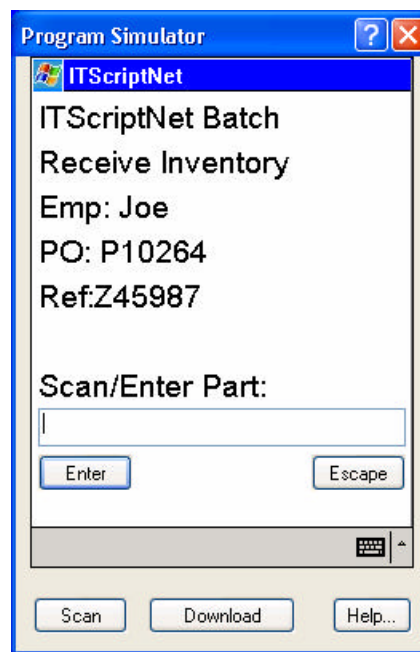 Program Simulator
ITScriptNet
ITScriptNet Batch
Receive Inventory
Emp: Joe
PO: P10264
Ref:Z45987
Scan/Enter Part:
Enter Escape
Scan Download Help...